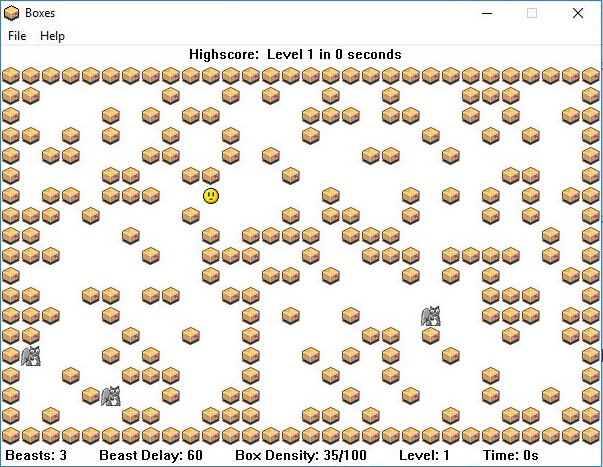 Boxes
File Help
Highscore: Level 1 in 0 seconds
Beasts: 3 Beast Delay: 60 Box Density: 35/100 Level: 1 Time: 0s